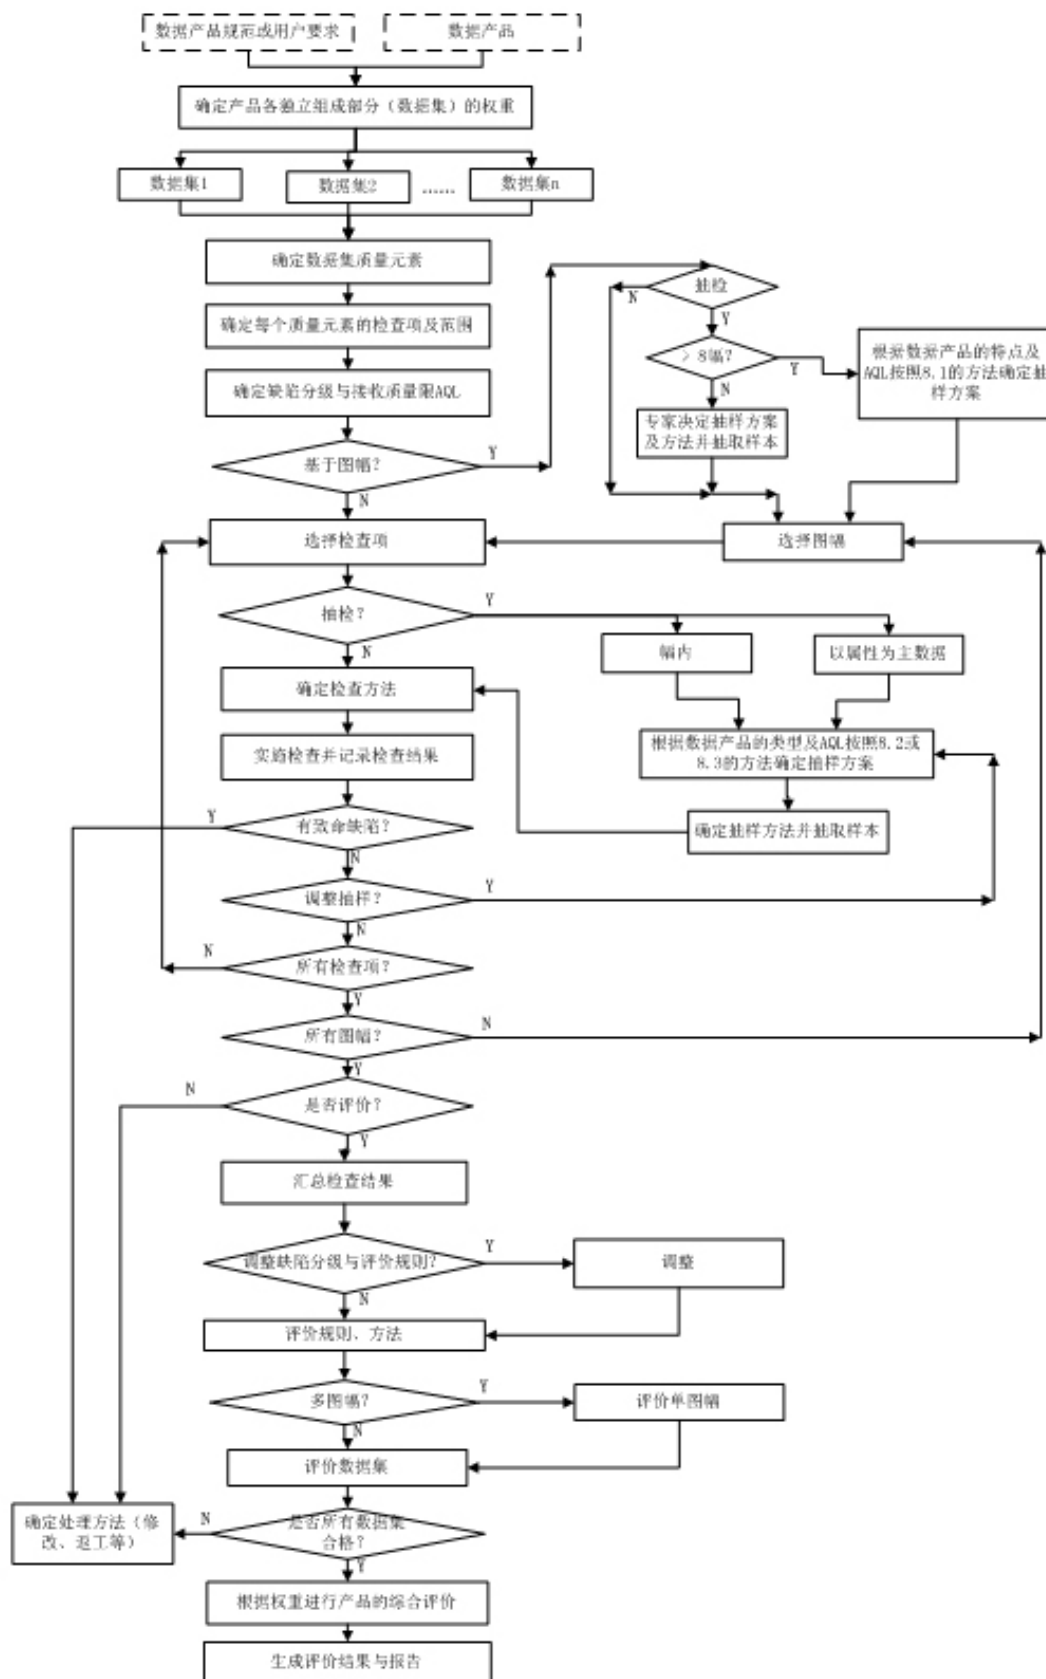 数据产品规范或用户要求
数据产品
确定产品各独立组成部分（数据集）的权重
数据集1
数据集2
......
数据集n
确定数据集质量元素
抽检
N
Y
确定每个质量元素的检查项及范围
> 8幅?
Y
N
根据数据产品的特点及
AQL按照8.1的方法确定抽
样方案
确定缺陷分级与接收质量限AQL
专家决定抽样方案
及方法并抽取样本
基于图幅?
Y
N
选择检查项
选择图幅
抽检?
Y
N
幅内
以属性为主数据
确定检查方法
实施检查并记录检查结果
根据数据产品的类型及AQL按照8.2或
8.3的方法确定抽样方案
有致命缺陷?
Y
N
确定抽样方法并抽取样本
调整抽样?
Y
N
所有检查项?
N
Y
所有图幅?
N
Y
是否评价?
N
Y
汇总检查结果
调整缺陷分级与评价规则?
Y
N
调整
评价规则、方法
多图幅?
Y
N
评价单图幅
评价数据集
确定处理方法（修
改、返工等）
N
是否所有数据集
合格?
Y
根据权重进行产品的综合评价
生成评价结果与报告